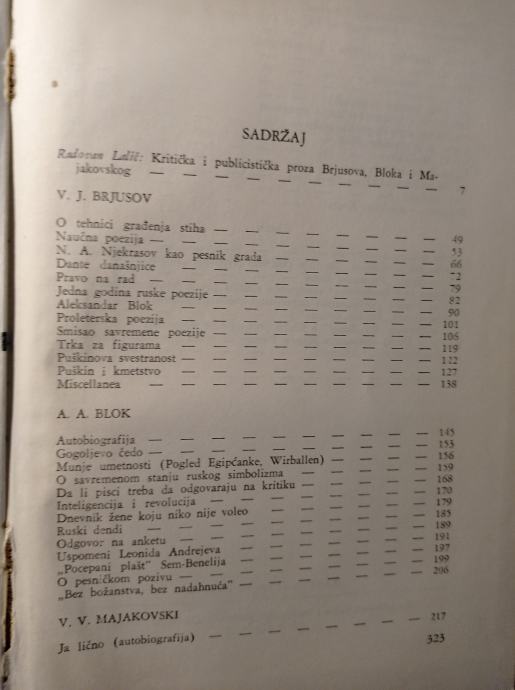 SADRŽAJ
Radovan Lalić: Kritička i publicistička proza Brjusova, Bloka i Ma-
jakovskog — — — — — — — — — 7
V. J. BRJUSOV
O tehnici građenja stiha — — — — — — — — 49
Naučna poezija — — — — — — — — — — 53
N. A. Njekrasov kao pesnik grada — — — — — — 66
Dante današnjice — — — — — — — — — 72
Pravo na rad — — — — — — — — — — 79
Jedna godina ruske poezije — — — — — — — — 82
Aleksandar Blok — — — — — — — — — 90
Proleterska poezija — — — — — — — — — 101
Smisao savremene poezije — — — — — — — — 106
Trka za figurama — — — — — — — — — 119
Puškinova svestranost — — — — — — — — 122
Puškin i kmetstvo — — — — — — — — 127
Miscellanea — — — — — — — — — — 138
A. A. BLOK
Autobiografija — — — — — — — — — — 145
Gogoljevo čedo — — — — — — — — — — 153
Munje umetnosti (Pogled Egipćanke, Wirballen) — — — — 156
O savremenom stanju ruskog simbolizma — — — — — 159
Da li pisci treba da odgovaraju na kritiku — — — — — 168
Inteligencija i revolucija — — — — — — — — 170
Dnevnik žene koju niko nije voleo — — — — — — 179
Ruski dendi — — — — — — — — — — 185
Odgovor na anketu — — — — — — — — — 189
Uspomeni Leonida Andrejeva — — — — — — — 191
„Pocepani plašt" Sem-Benelija — — — — — — — 197
O pesničkom pozivu — — — — — — — — — 199
„Bez božanstva, bez nadahnuća" — — — — — — — 206
V. V. MAJAKOVSKI
Ja lično (autobiografija) — — — — — — — — 217
323